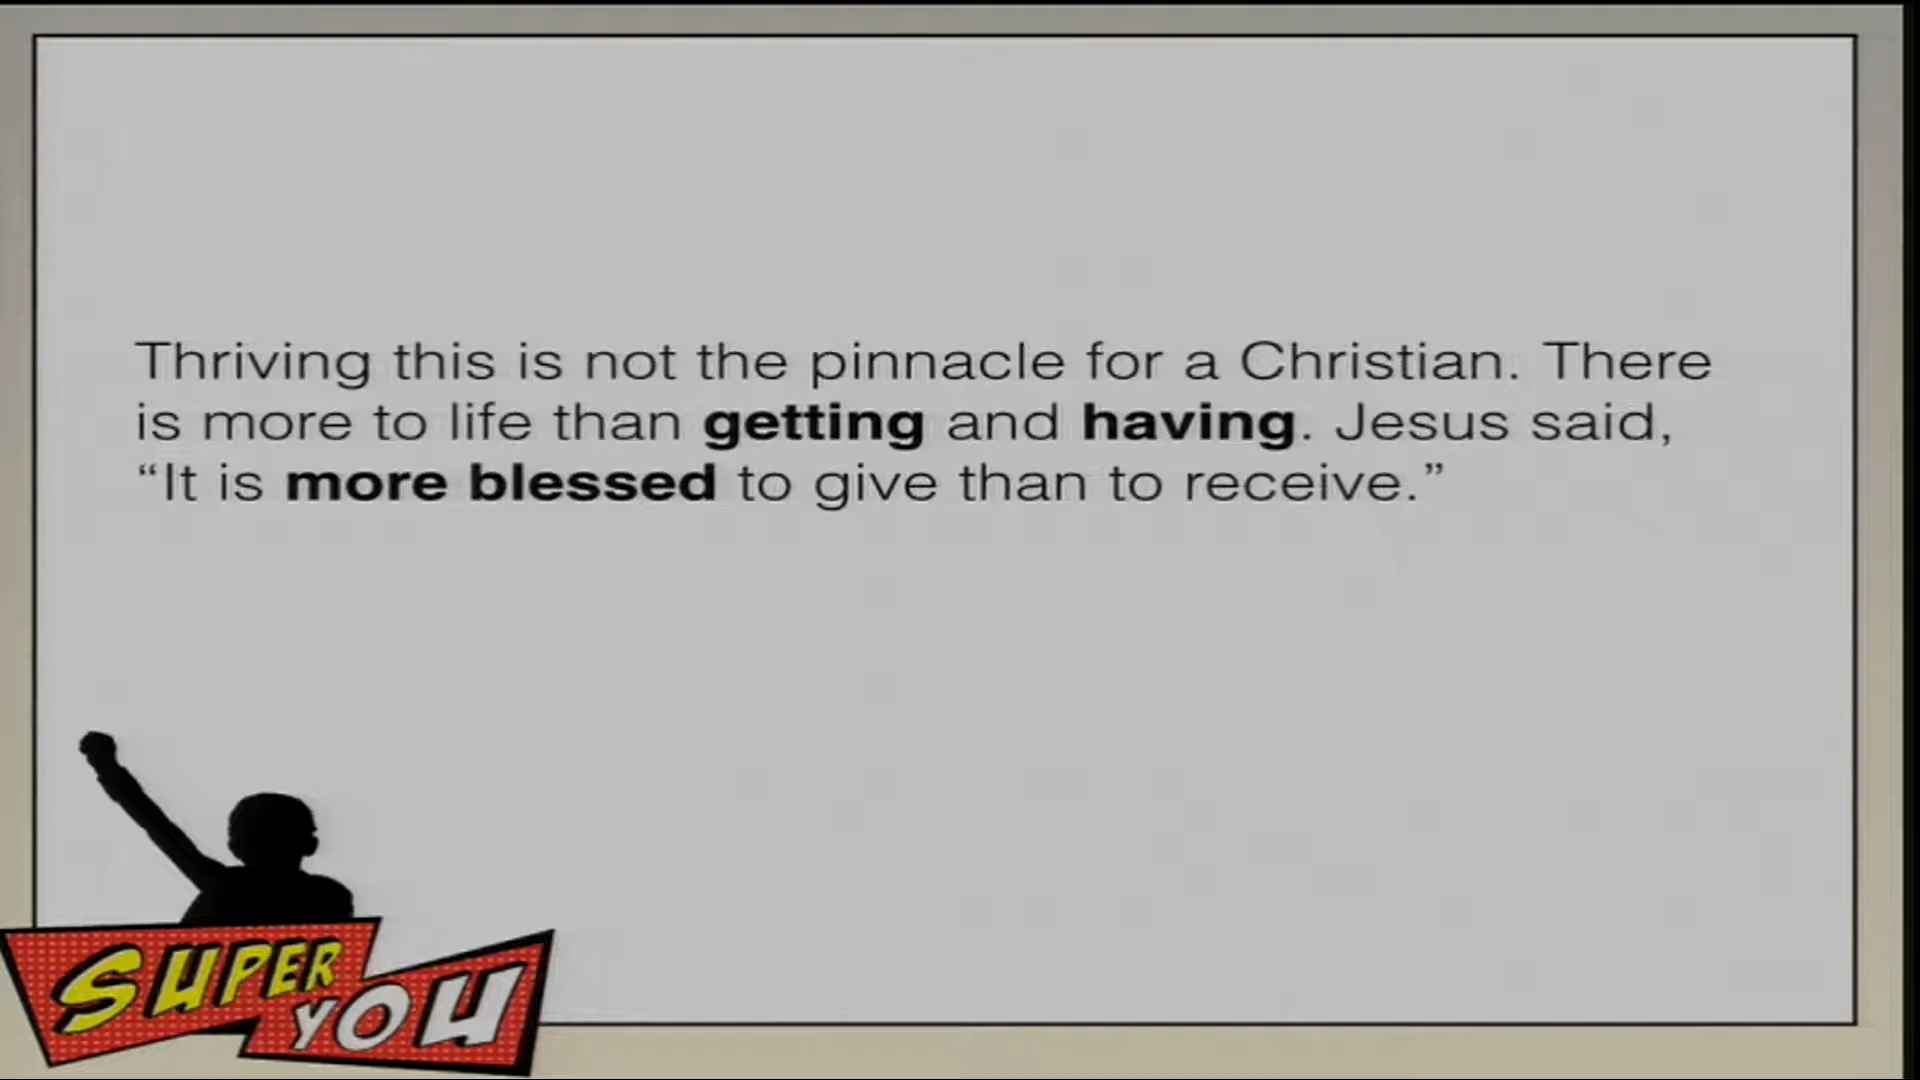 Thriving this is not the pinnacle for a Christian. There
is more to life than getting and having. Jesus said,
“It is more blessed to give than to receive.”
SUPER
YOU